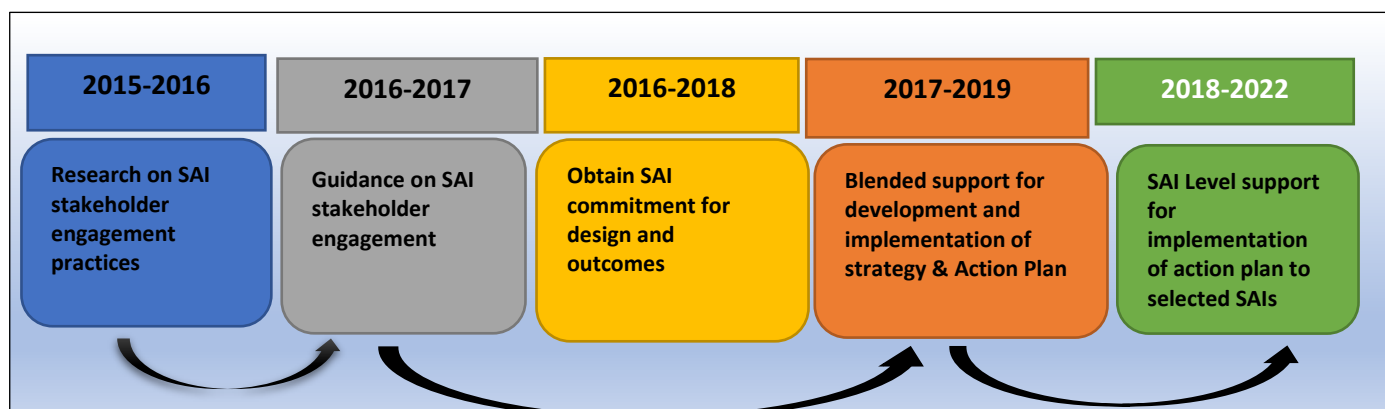 2015-2016
2016-2017
2016-2018
2017-2019
2018-2022
Research on SAI
stakeholder
engagement
practices
Guidance on SAI
stakeholder
engagement
Obtain SAI
commitment for
design and
outcomes
Blended support for
development and
implementation of
strategy & Action Plan
SAI Level support
for
implementation
of action plan to
selected SAIs